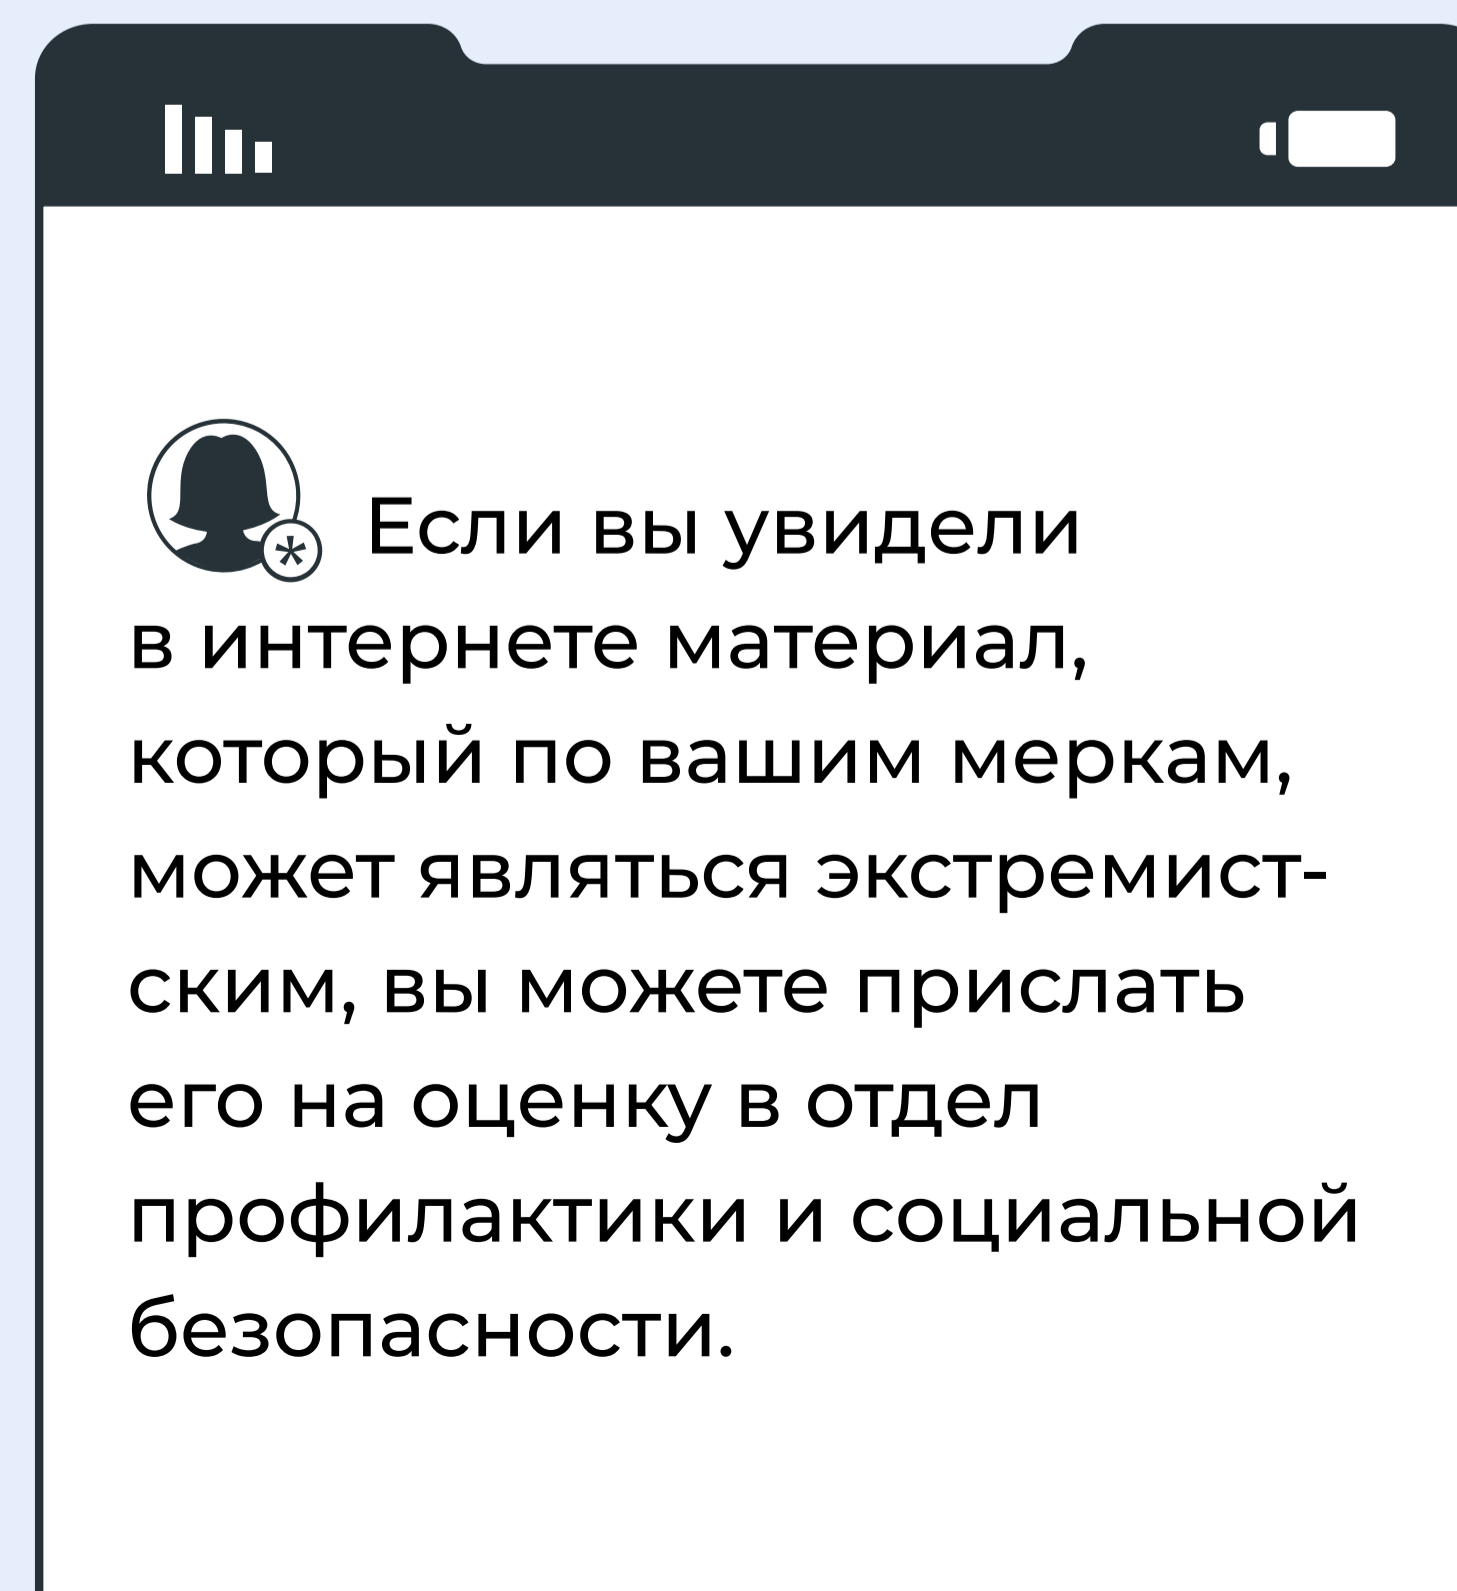 Если вы увидели
в интернете материал,
который по вашим меркам,
может являться экстремист-
ским, вы можете прислать
его на оценку в отдел
профилактики и социальной
безопасности.